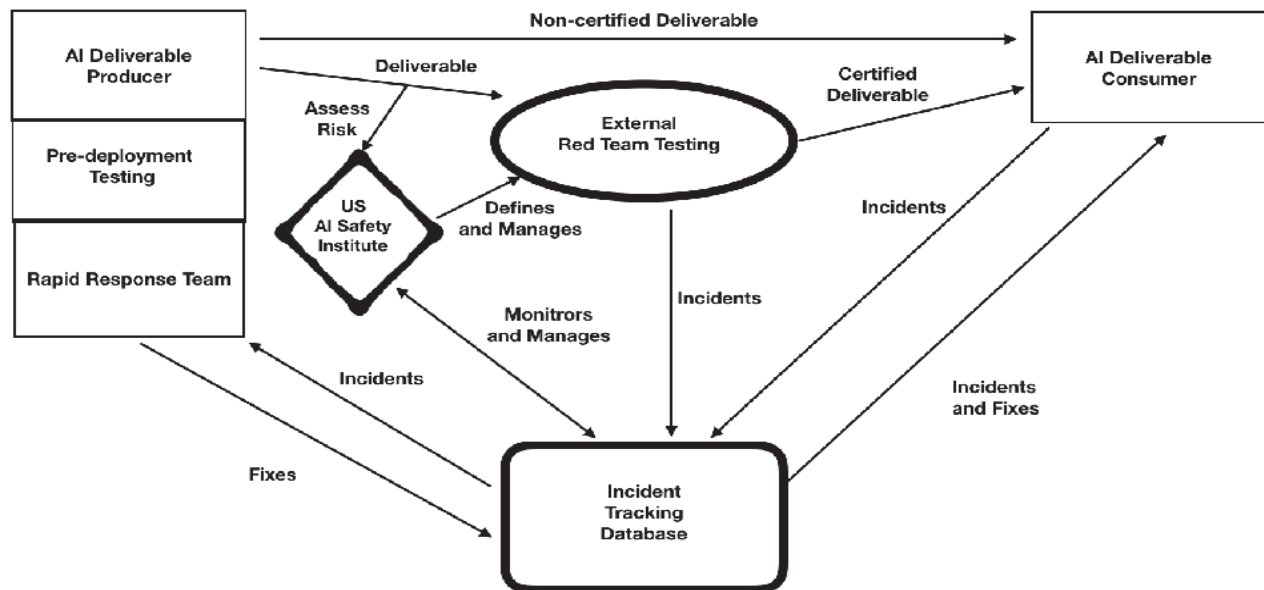 Non-certified Deliverable
AI Deliverable
Producer
Deliverable
Certified
Deliverable
AI Deliverable
Consumer
Assess
Risk
External
Red Team Testing
Pre-deployment
Testing
US
AI Safety
Institute
Defines
and Manages
Incidents
Rapid Response Team
Monitrors
and Manages
Incidents
Incidents
Incidents
and Fixes
Fixes
Incident
Tracking
Database